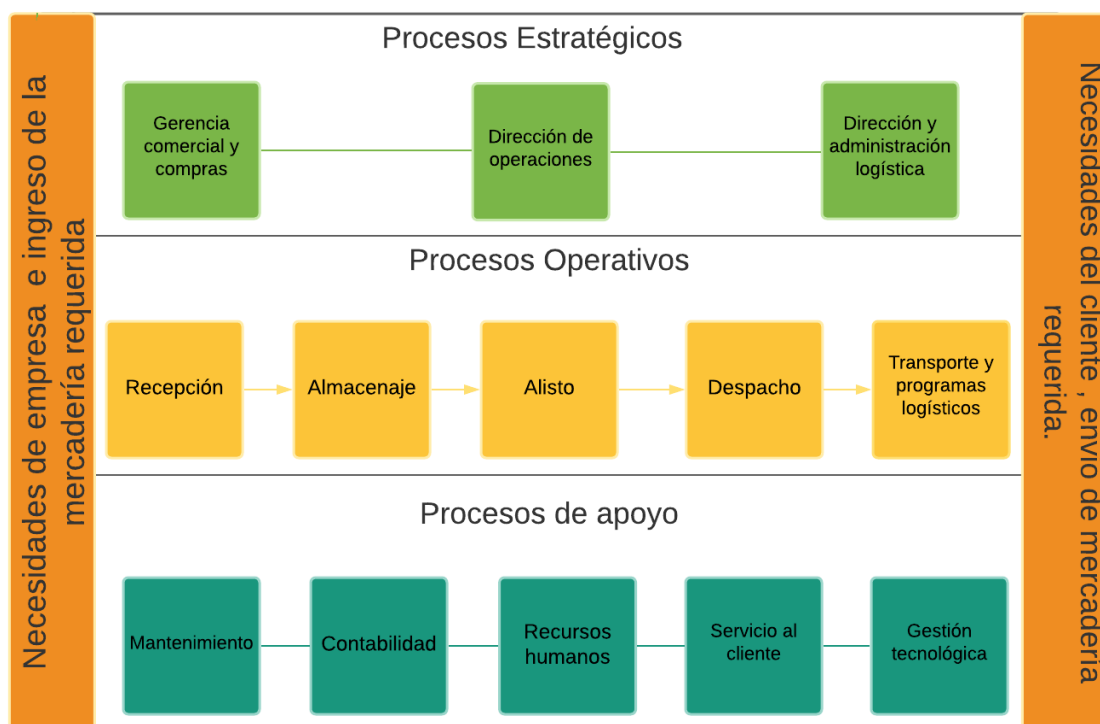 Necesidades de empresa e ingreso de la
mercadería requerida
Procesos Estratégicos
Gerencia
comercial y
compras
Dirección de
operaciones
Dirección y
administración
logística
Procesos Operativos
Recepción
Almacenaje
Alisto
Despacho
Transporte y
programas
logísticos
Procesos de apoyo
Mantenimiento
Contabilidad
Recursos
humanos
Servicio al
cliente
Gestión
tecnológica
Necesidades del cliente , envio de mercadería
requerida.